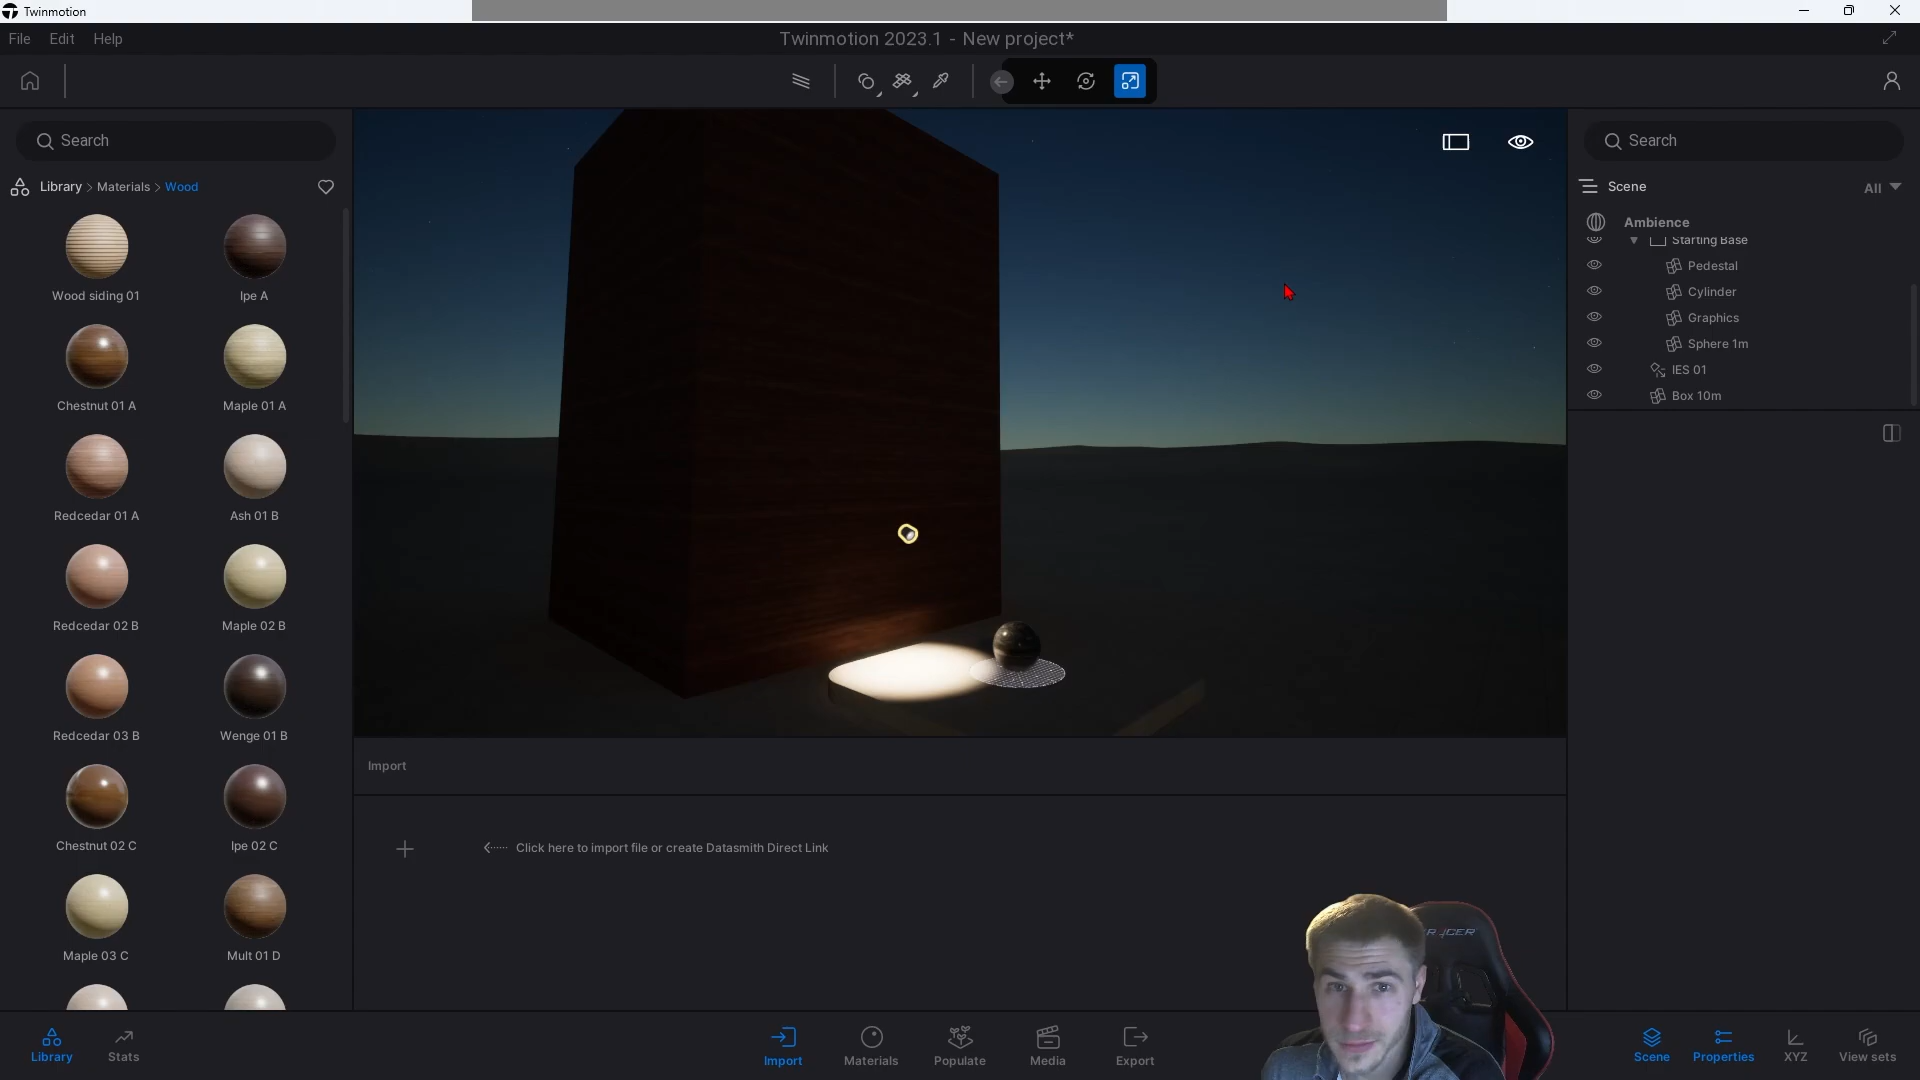 Twinmotion
File Edit Help
Twinmotion 2023.1 - New project*
Search
Library > Materials > Wood
Wood siding 01
Ipe A
Chestnut 01 A
Maple 01 A
Redcedar 01 A
Ash 01 B
Redcedar 02 B
Maple 02 B
Redcedar 03 B
Wenge 01 B
Chestnut 02 C
Ipe 02 C
Maple 03 C
Mult 01 D
Search
Scene
All
Ambience
Starting Base
Pedestal
Cylinder
Graphics
Sphere 1m
IES 01
Box 10m
Import
Click here to import file or create Datasmith Direct Link
Library
Stats
Import
Materials
Populate
Media
Export
Scene
Properties
XYZ
View sets